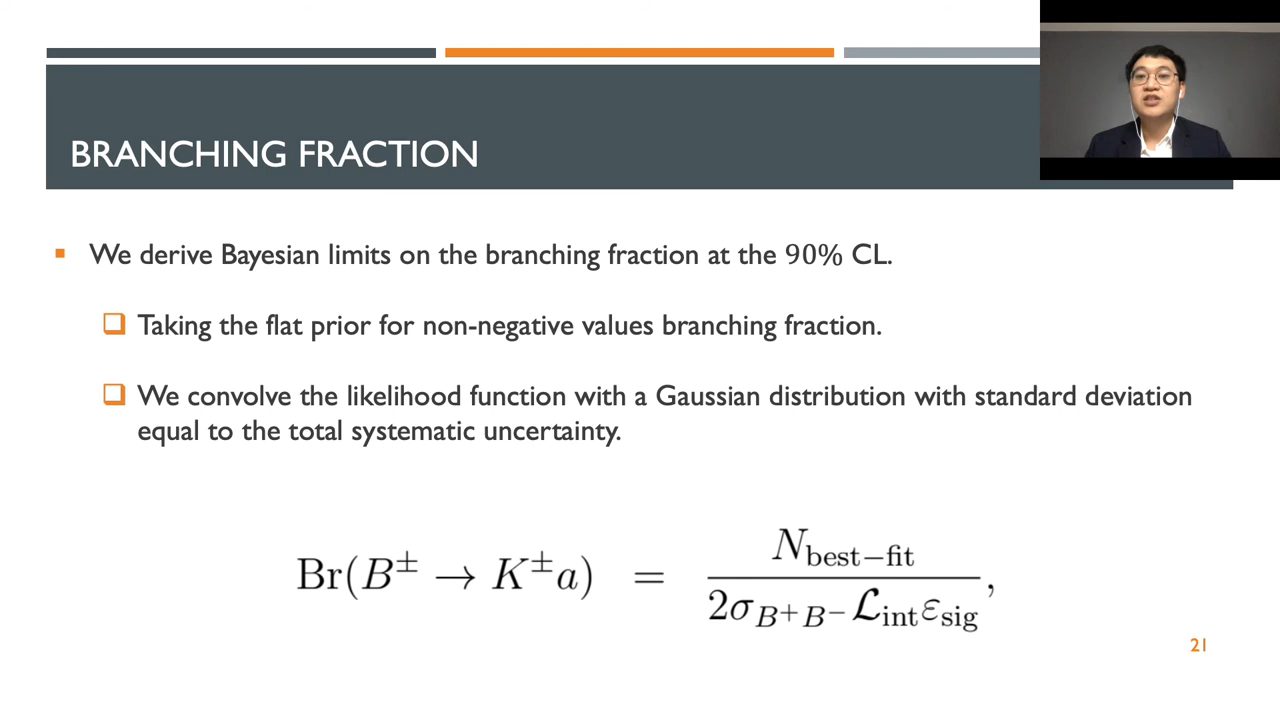 BRANCHING FRACTION
We derive Bayesian limits on the branching fraction at the 90% CL.
Taking the flat prior for non-negative values branching fraction.
We convolve the likelihood function with a Gaussian distribution with standard deviation
equal to the total systematic uncertainty.
Br(B± → K±a) = N_best−fit / 2σ_B+B− ℒ_int ε_sig,
21